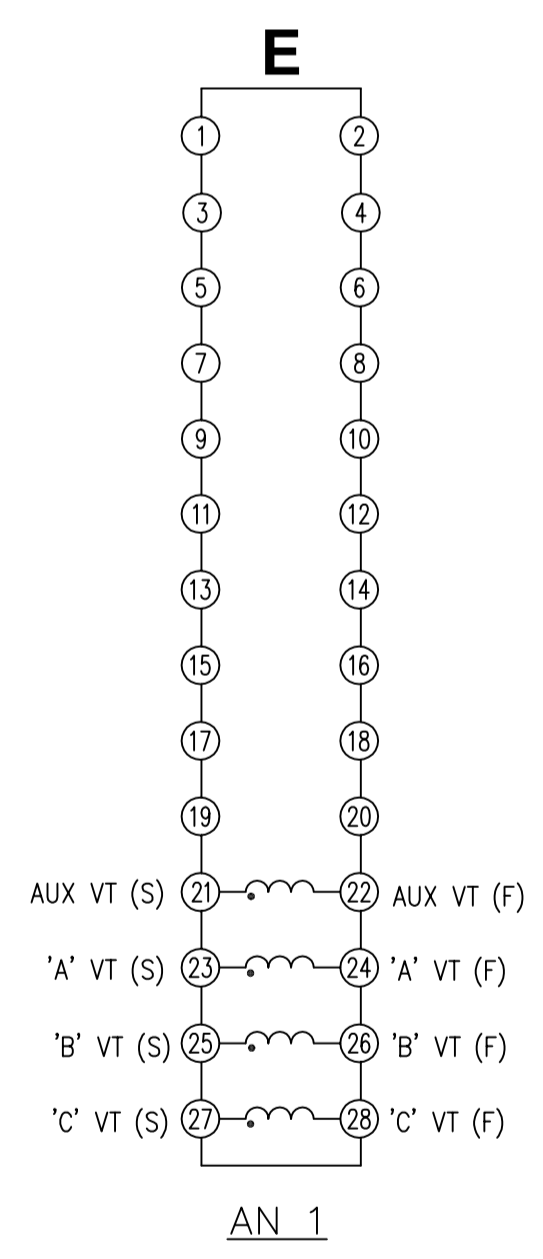 E
1 2
3 4
5 6
7 8
9 10
11 12
13 14
15 16
17 18
19 20
AUX VT (S) 21 22 AUX VT (F)
'A' VT (S) 23 24 'A' VT (F)
'B' VT (S) 25 26 'B' VT (F)
'C' VT (S) 27 28 'C' VT (F)
AN 1